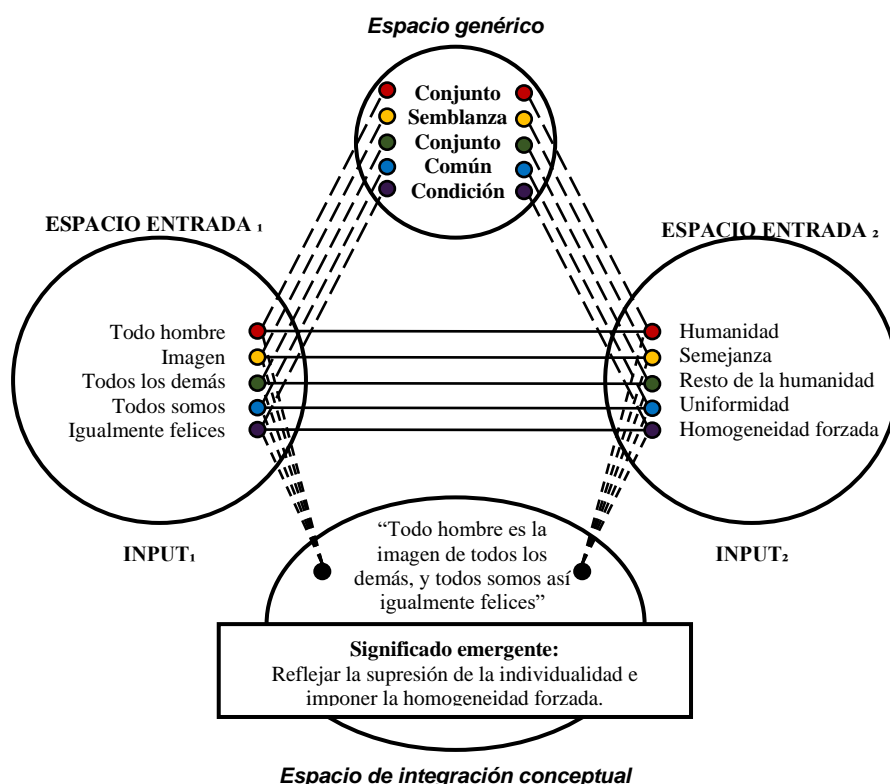 Espacio genérico
Conjunto
Semblanza
Conjunto
Común
Condición
ESPACIO ENTRADA ₁
ESPACIO ENTRADA ₂
Todo hombre
Imagen
Todos los demás
Todos somos
Igualmente felices
Humanidad
Semejanza
Resto de la humanidad
Uniformidad
Homogeneidad forzada
INPUT₁
INPUT₂
“Todo hombre es la
imagen de todos los
demás, y todos somos así
igualmente felices”
Significado emergente:
Reflejar la supresión de la individualidad e
imponer la homogeneidad forzada.
Espacio de integración conceptual